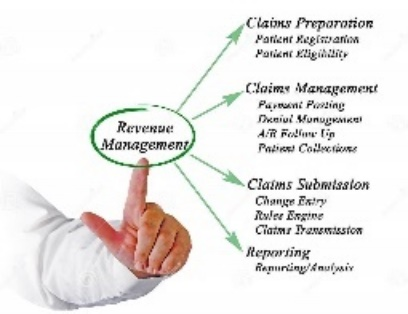 Claims Preparation
Patient Registration
Patient Eligibility
Claims Management
Payment Posting
Denial Management
A/R Follow Up
Patient Collections
Revenue
Management
Claims Submission
Change Entry
Rules Engine
Claims Transmission
Reporting
Reporting/Analysis